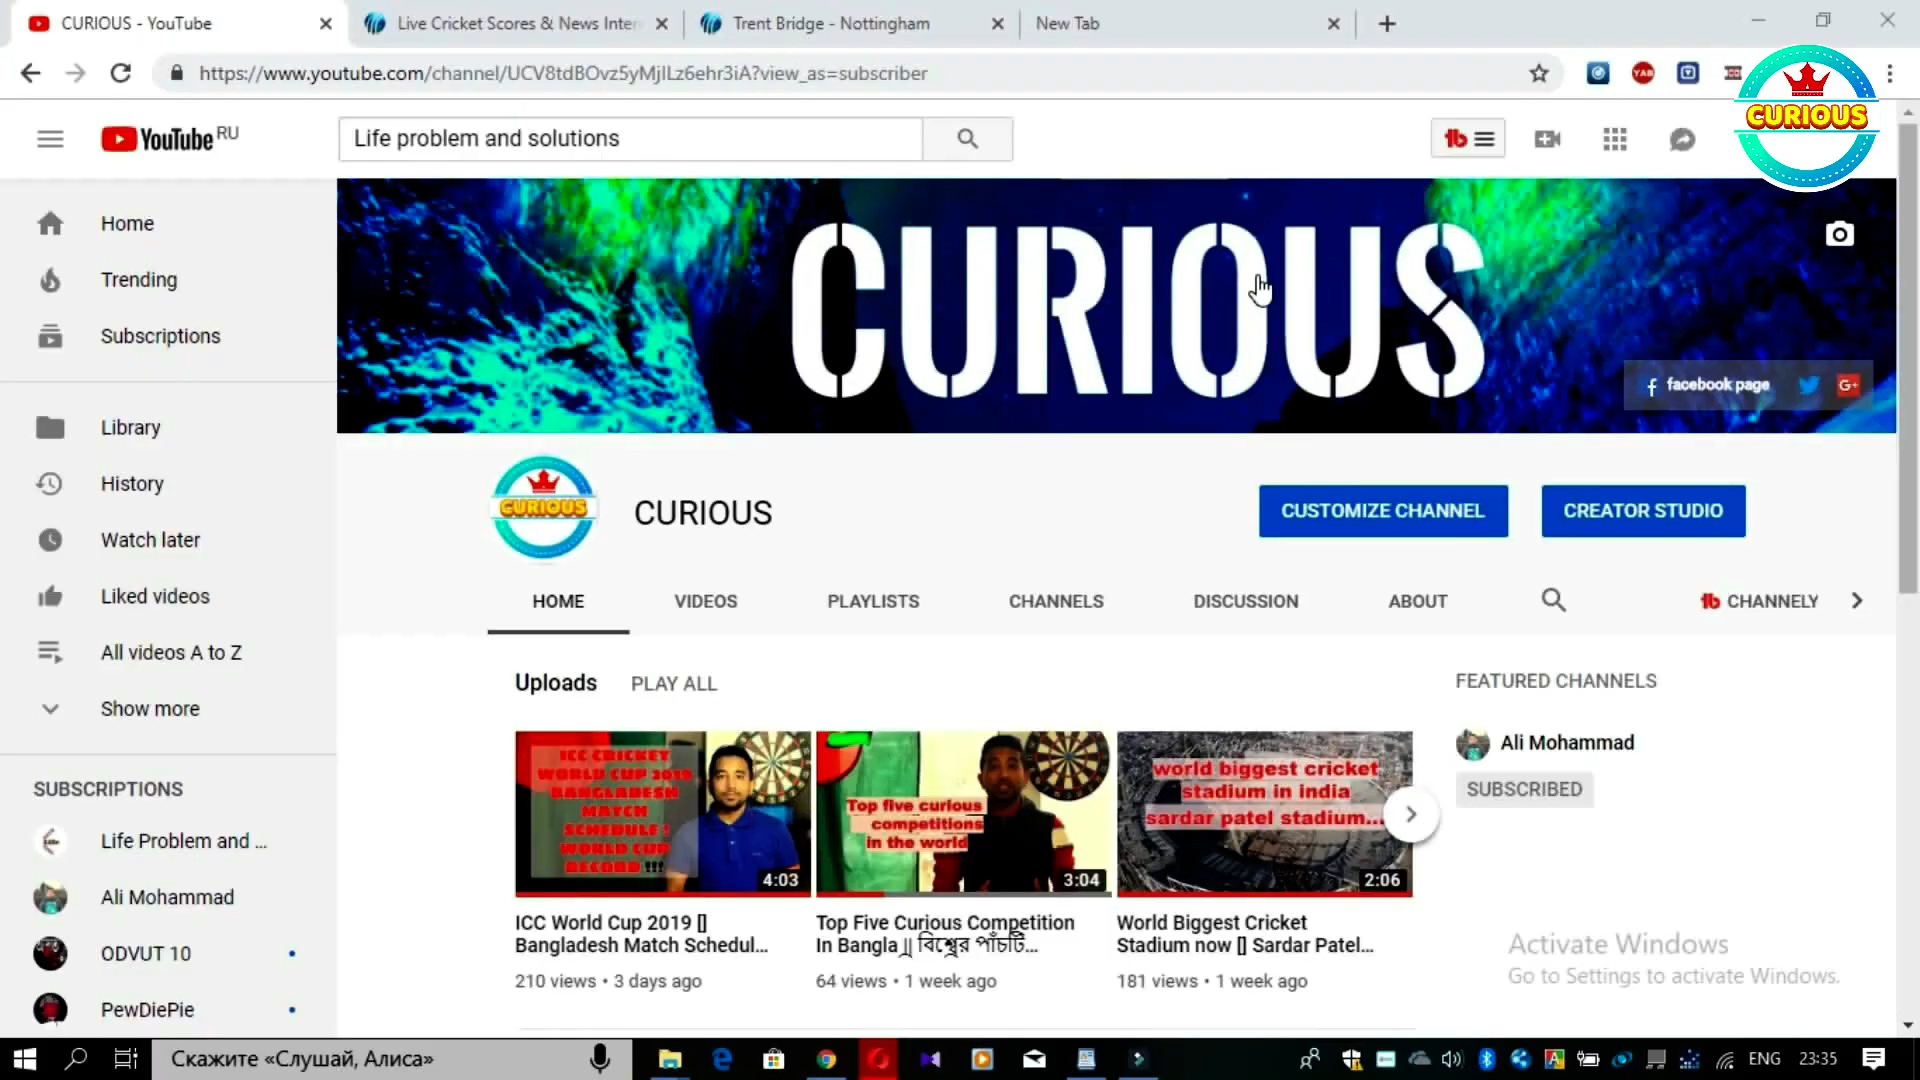 CURIOUS - YouTube
Live Cricket Scores & News Inter
Trent Bridge - Nottingham
New Tab
https://www.youtube.com/channel/UCV8tdBOvz5yMjlLz6ehr3iA?view_as=subscriber
YAB
CURIOUS
YouTube RU
Life problem and solutions
Home
Trending
Subscriptions
CURIOUS
facebook page
G+
Library
History
Watch later
Liked videos
All videos A to Z
Show more
CURIOUS
CURIOUS
CUSTOMIZE CHANNEL
CREATOR STUDIO
HOME
VIDEOS
PLAYLISTS
CHANNELS
DISCUSSION
ABOUT
CHANNELY
Uploads
PLAY ALL
FEATURED CHANNELS
Ali Mohammad
SUBSCRIBED
ICC CRICKEY
WORLD CUP 2019
BANGLADESH
MATCH
SCHEDULE !
WORLD CUP
RECORD !!!
4:03
Top five curious
competitions
in the world
3:04
world biggest cricket
stadium in india
sardar patel stadium...
2:06
ICC World Cup 2019 []
Bangladesh Match Schedul...
210 views • 3 days ago
Top Five Curious Competition
In Bangla || বিশ্বের পাঁচটি...
64 views • 1 week ago
World Biggest Cricket
Stadium now [] Sardar Patel...
181 views • 1 week ago
SUBSCRIPTIONS
Life Problem and ...
Ali Mohammad
ODVUT 10
PewDiePie
Activate Windows
Go to Settings to activate Windows.
Скажите «Слушай, Алиса»
ENG
23:35